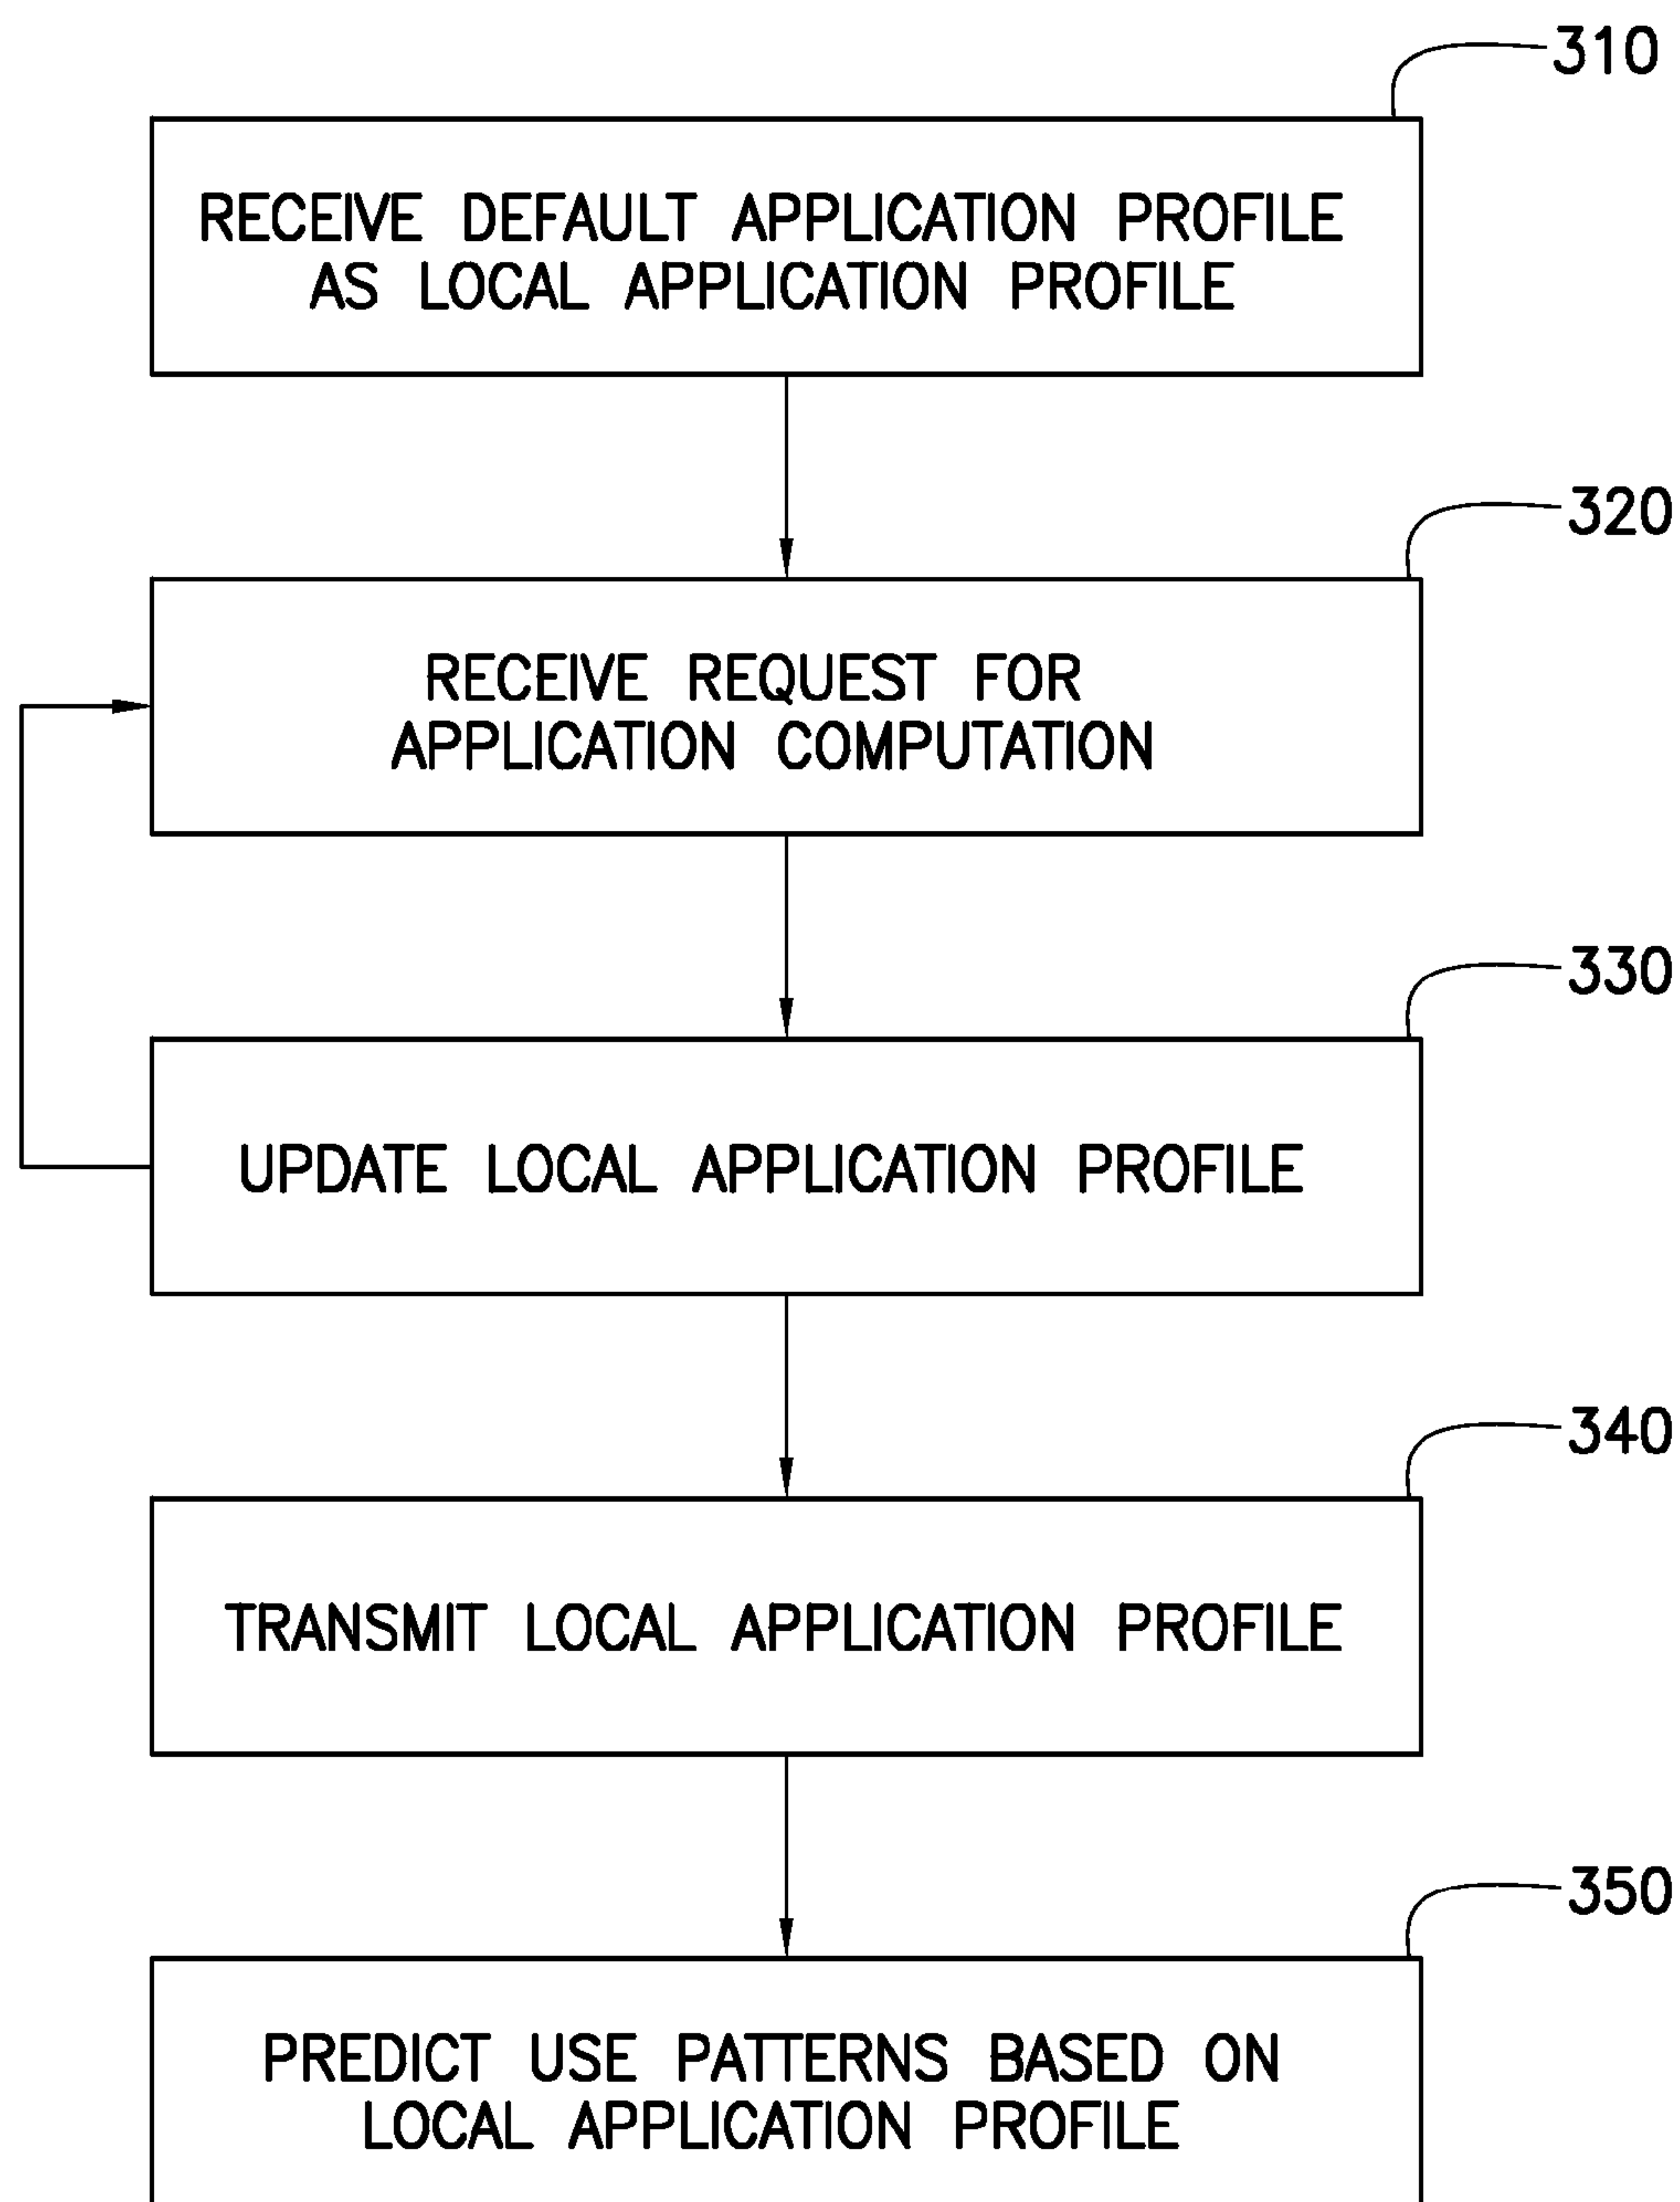 310
RECEIVE DEFAULT APPLICATION PROFILE
AS LOCAL APPLICATION PROFILE
320
RECEIVE REQUEST FOR
APPLICATION COMPUTATION
330
UPDATE LOCAL APPLICATION PROFILE
340
TRANSMIT LOCAL APPLICATION PROFILE
350
PREDICT USE PATTERNS BASED ON
LOCAL APPLICATION PROFILE